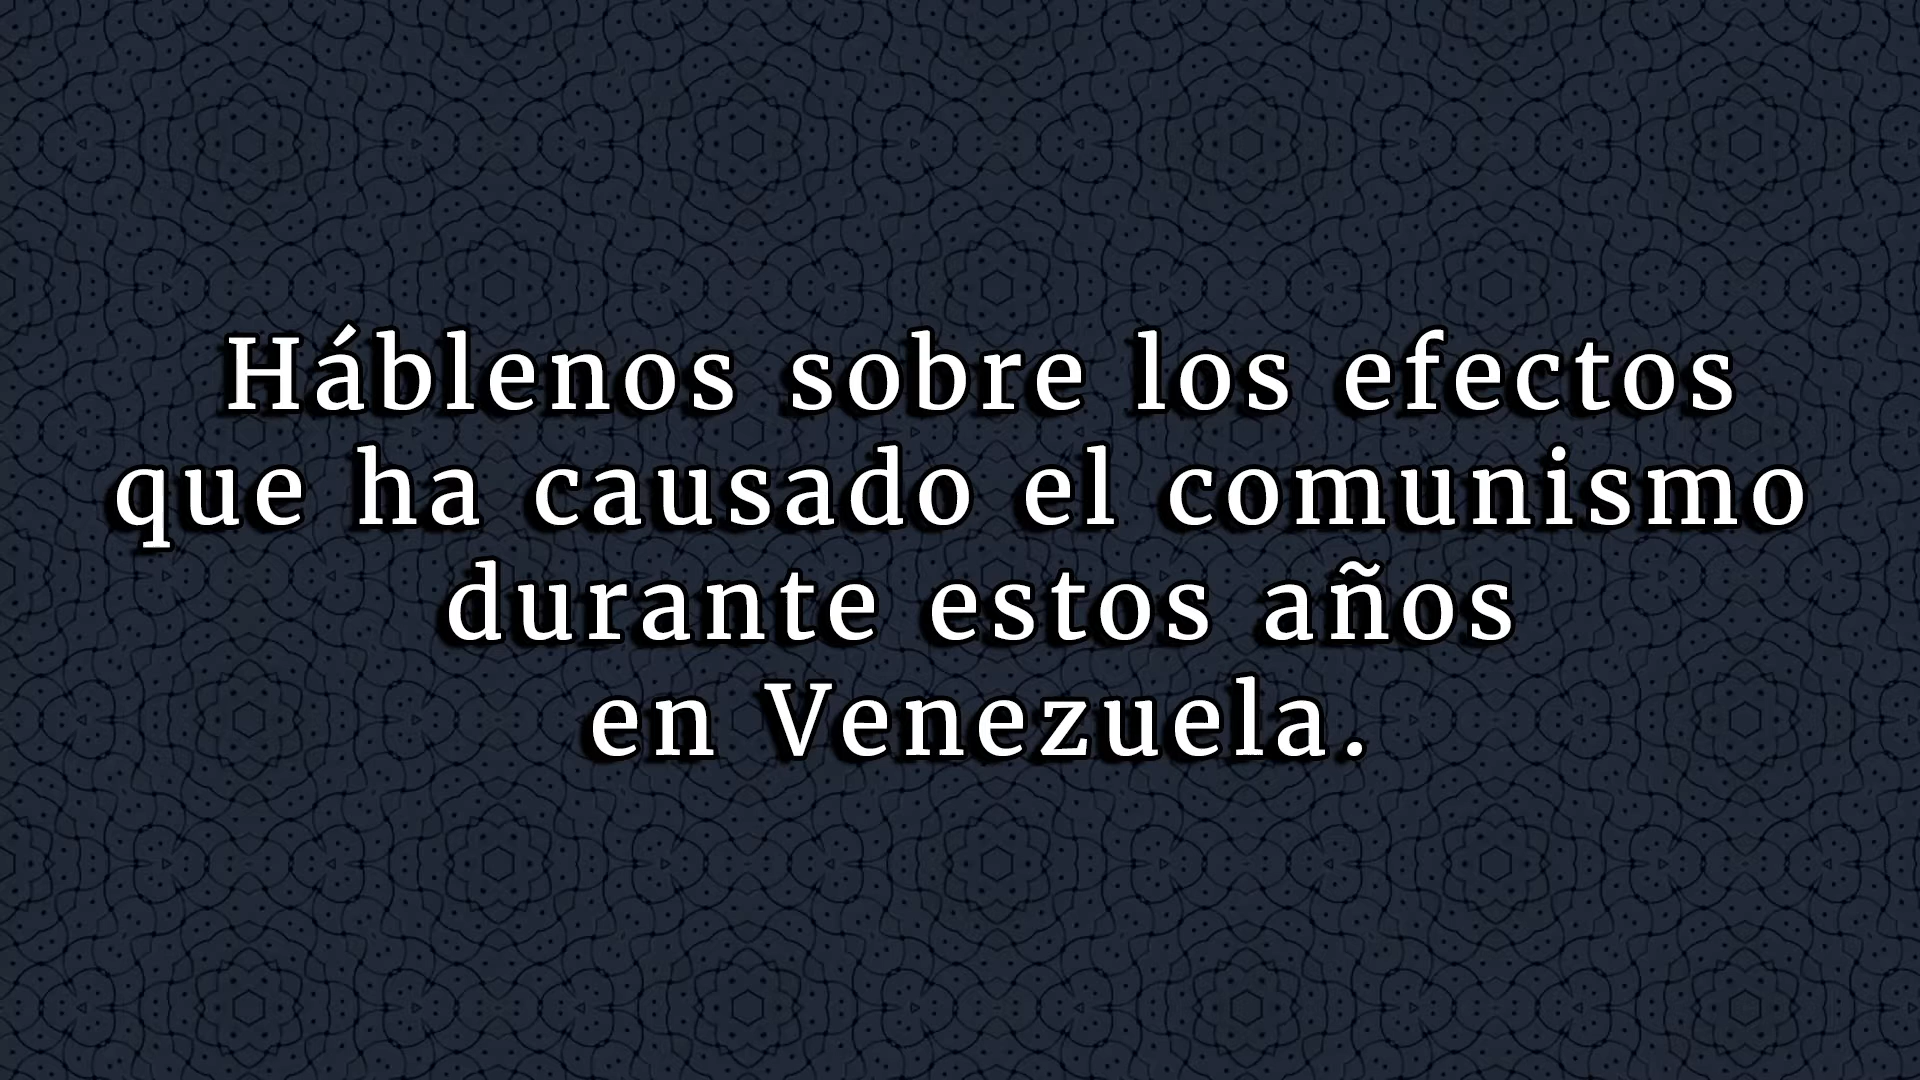 Háblenos sobre los efectos
que ha causado el comunismo
durante estos años
en Venezuela.